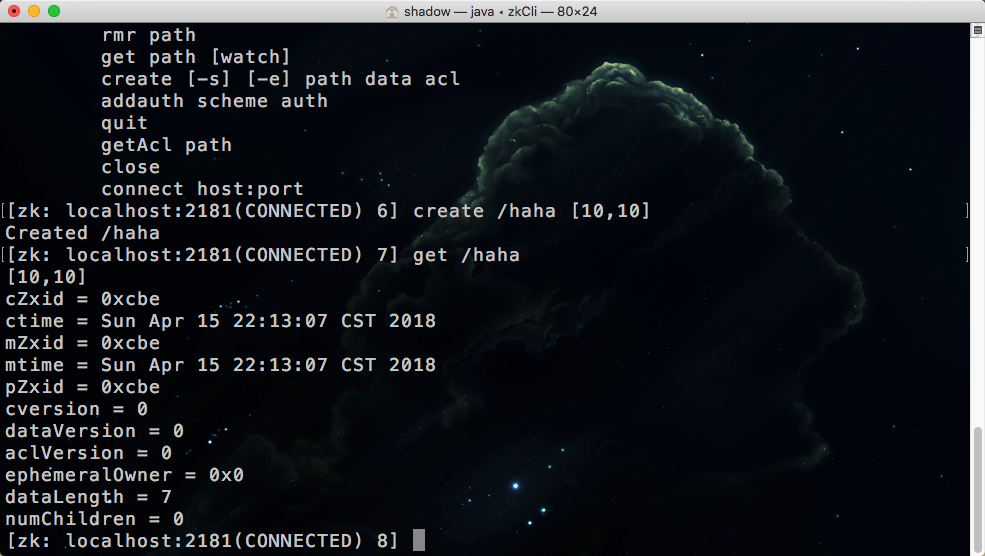 shadow — java ◂ zkCli — 80×24
rmr path
get path [watch]
create [-s] [-e] path data acl
addauth scheme auth
quit
getAcl path
close
connect host:port
[[zk: localhost:2181(CONNECTED) 6] create /haha [10,10] ]
Created /haha
[[zk: localhost:2181(CONNECTED) 7] get /haha ]
[10,10]
cZxid = 0xcbe
ctime = Sun Apr 15 22:13:07 CST 2018
mZxid = 0xcbe
mtime = Sun Apr 15 22:13:07 CST 2018
pZxid = 0xcbe
cversion = 0
dataVersion = 0
aclVersion = 0
ephemeralOwner = 0x0
dataLength = 7
numChildren = 0
[zk: localhost:2181(CONNECTED) 8]